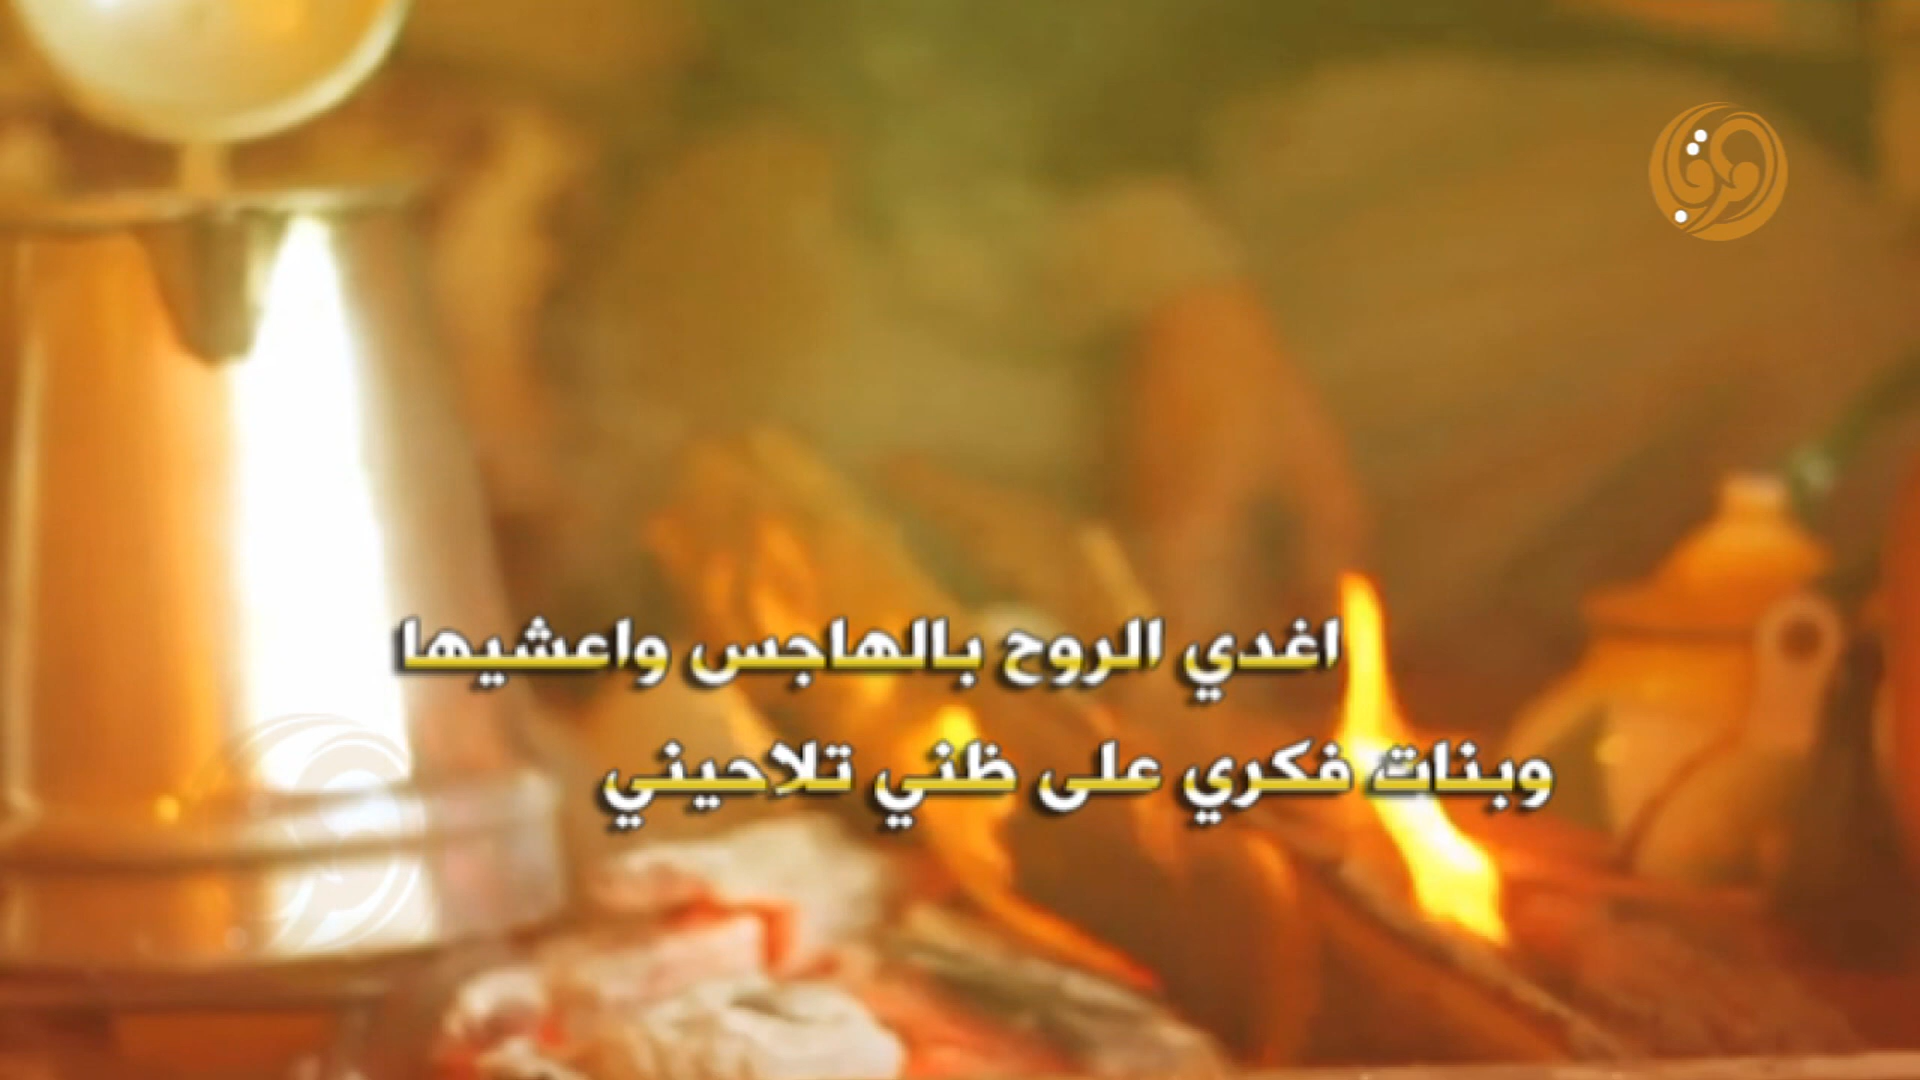 اغدي الروح بالهاجس واعشيها
وبنات فكري على ظني تلاحيني